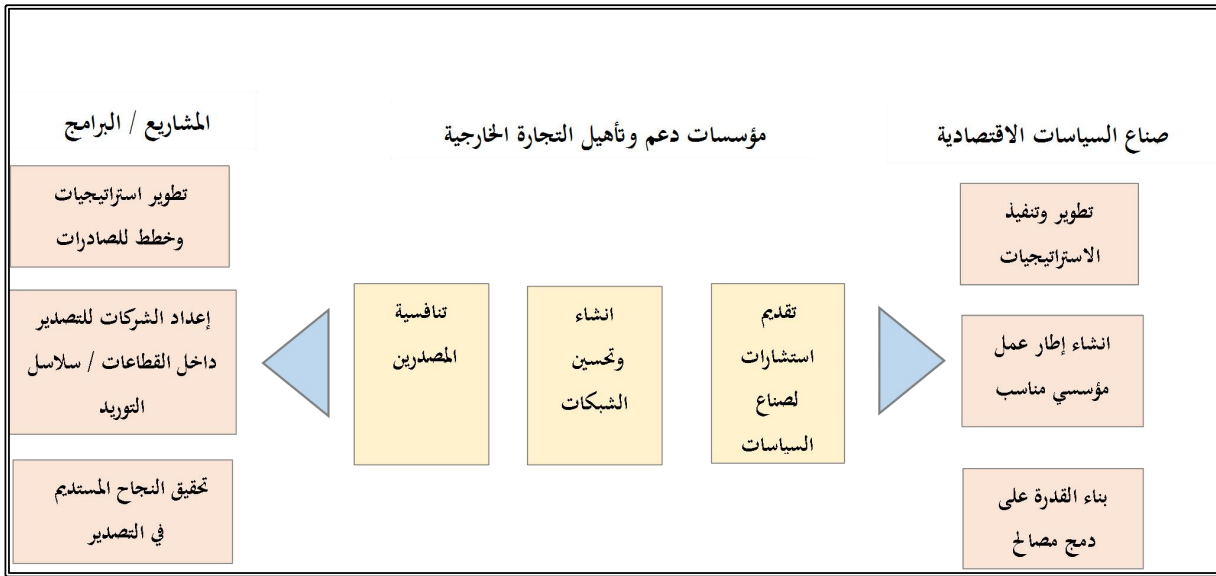 صناع السياسات الاقتصادية
تطوير وتنفيذ
الاستراتيجيات
انشاء إطار عمل
مؤسسي مناسب
بناء القدرة على
دمج مصالح
مؤسسات دعم وتأهيل التجارة الخارجية
تقديم
استشارات
لصناع
السياسات
انشاء
وتحسين
الشبكات
تنافسية
المصدرين
المشاريع / البرامج
تطوير استراتيجيات
وخطط للصادرات
إعداد الشركات للتصدير
داخل القطاعات / سلاسل
التوريد
تحقيق النجاح المستديم
في التصدير